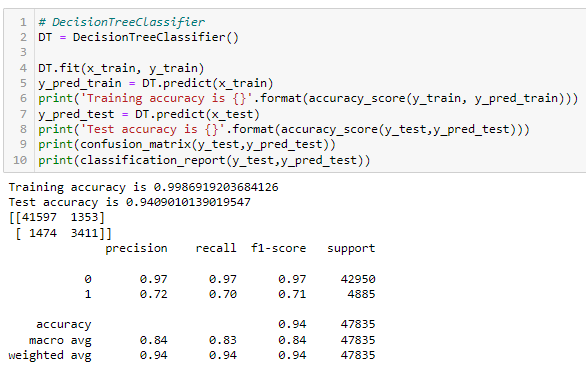 1 # DecisionTreeClassifier
2 DT = DecisionTreeClassifier()
3
4 DT.fit(x_train, y_train)
5 y_pred_train = DT.predict(x_train)
6 print('Training accuracy is {}'.format(accuracy_score(y_train, y_pred_train)))
7 y_pred_test = DT.predict(x_test)
8 print('Test accuracy is {}'.format(accuracy_score(y_test,y_pred_test)))
9 print(confusion_matrix(y_test,y_pred_test))
10 print(classification_report(y_test,y_pred_test))
Training accuracy is 0.9986919203684126
Test accuracy is 0.9409010139019547
[[41597 1353]
[ 1474 3411]]
precision recall f1-score support
0 0.97 0.97 0.97 42950
1 0.72 0.70 0.71 4885
accuracy 0.94 47835
macro avg 0.84 0.83 0.84 47835
weighted avg 0.94 0.94 0.94 47835